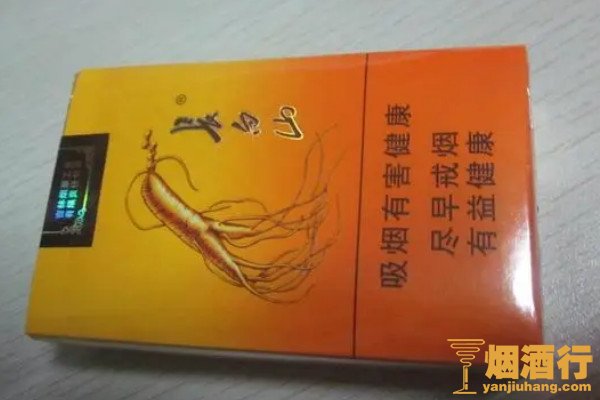 长白山
®
吸烟有害健康
尽早戒烟
有益健康
烟酒行
yanjiuhang.com